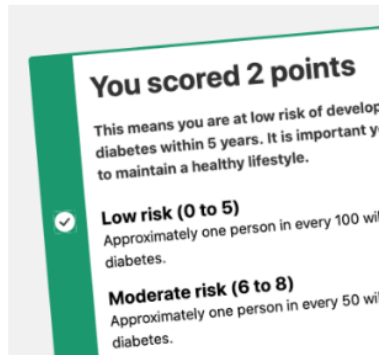 You scored 2 points
This means you are at low risk of develop
diabetes within 5 years. It is important y
to maintain a healthy lifestyle.
Low risk (0 to 5)
Approximately one person in every 100 wil
diabetes.
Moderate risk (6 to 8)
Approximately one person in every 50 wil
diabetes.